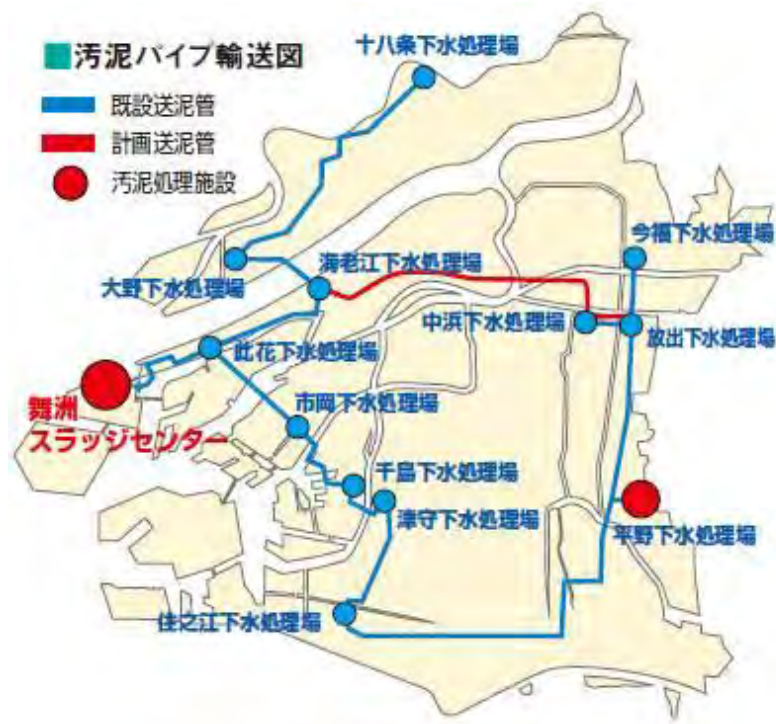 汚泥パイプ輸送図
既設送泥管
計画送泥管
汚泥処理施設
十八条下水処理場
今福下水処理場
海老江下水処理場
大野下水処理場
中浜下水処理場
放出下水処理場
此花下水処理場
舞洲
スラッジセンター
市岡下水処理場
千島下水処理場
津守下水処理場
平野下水処理場
住之江下水処理場